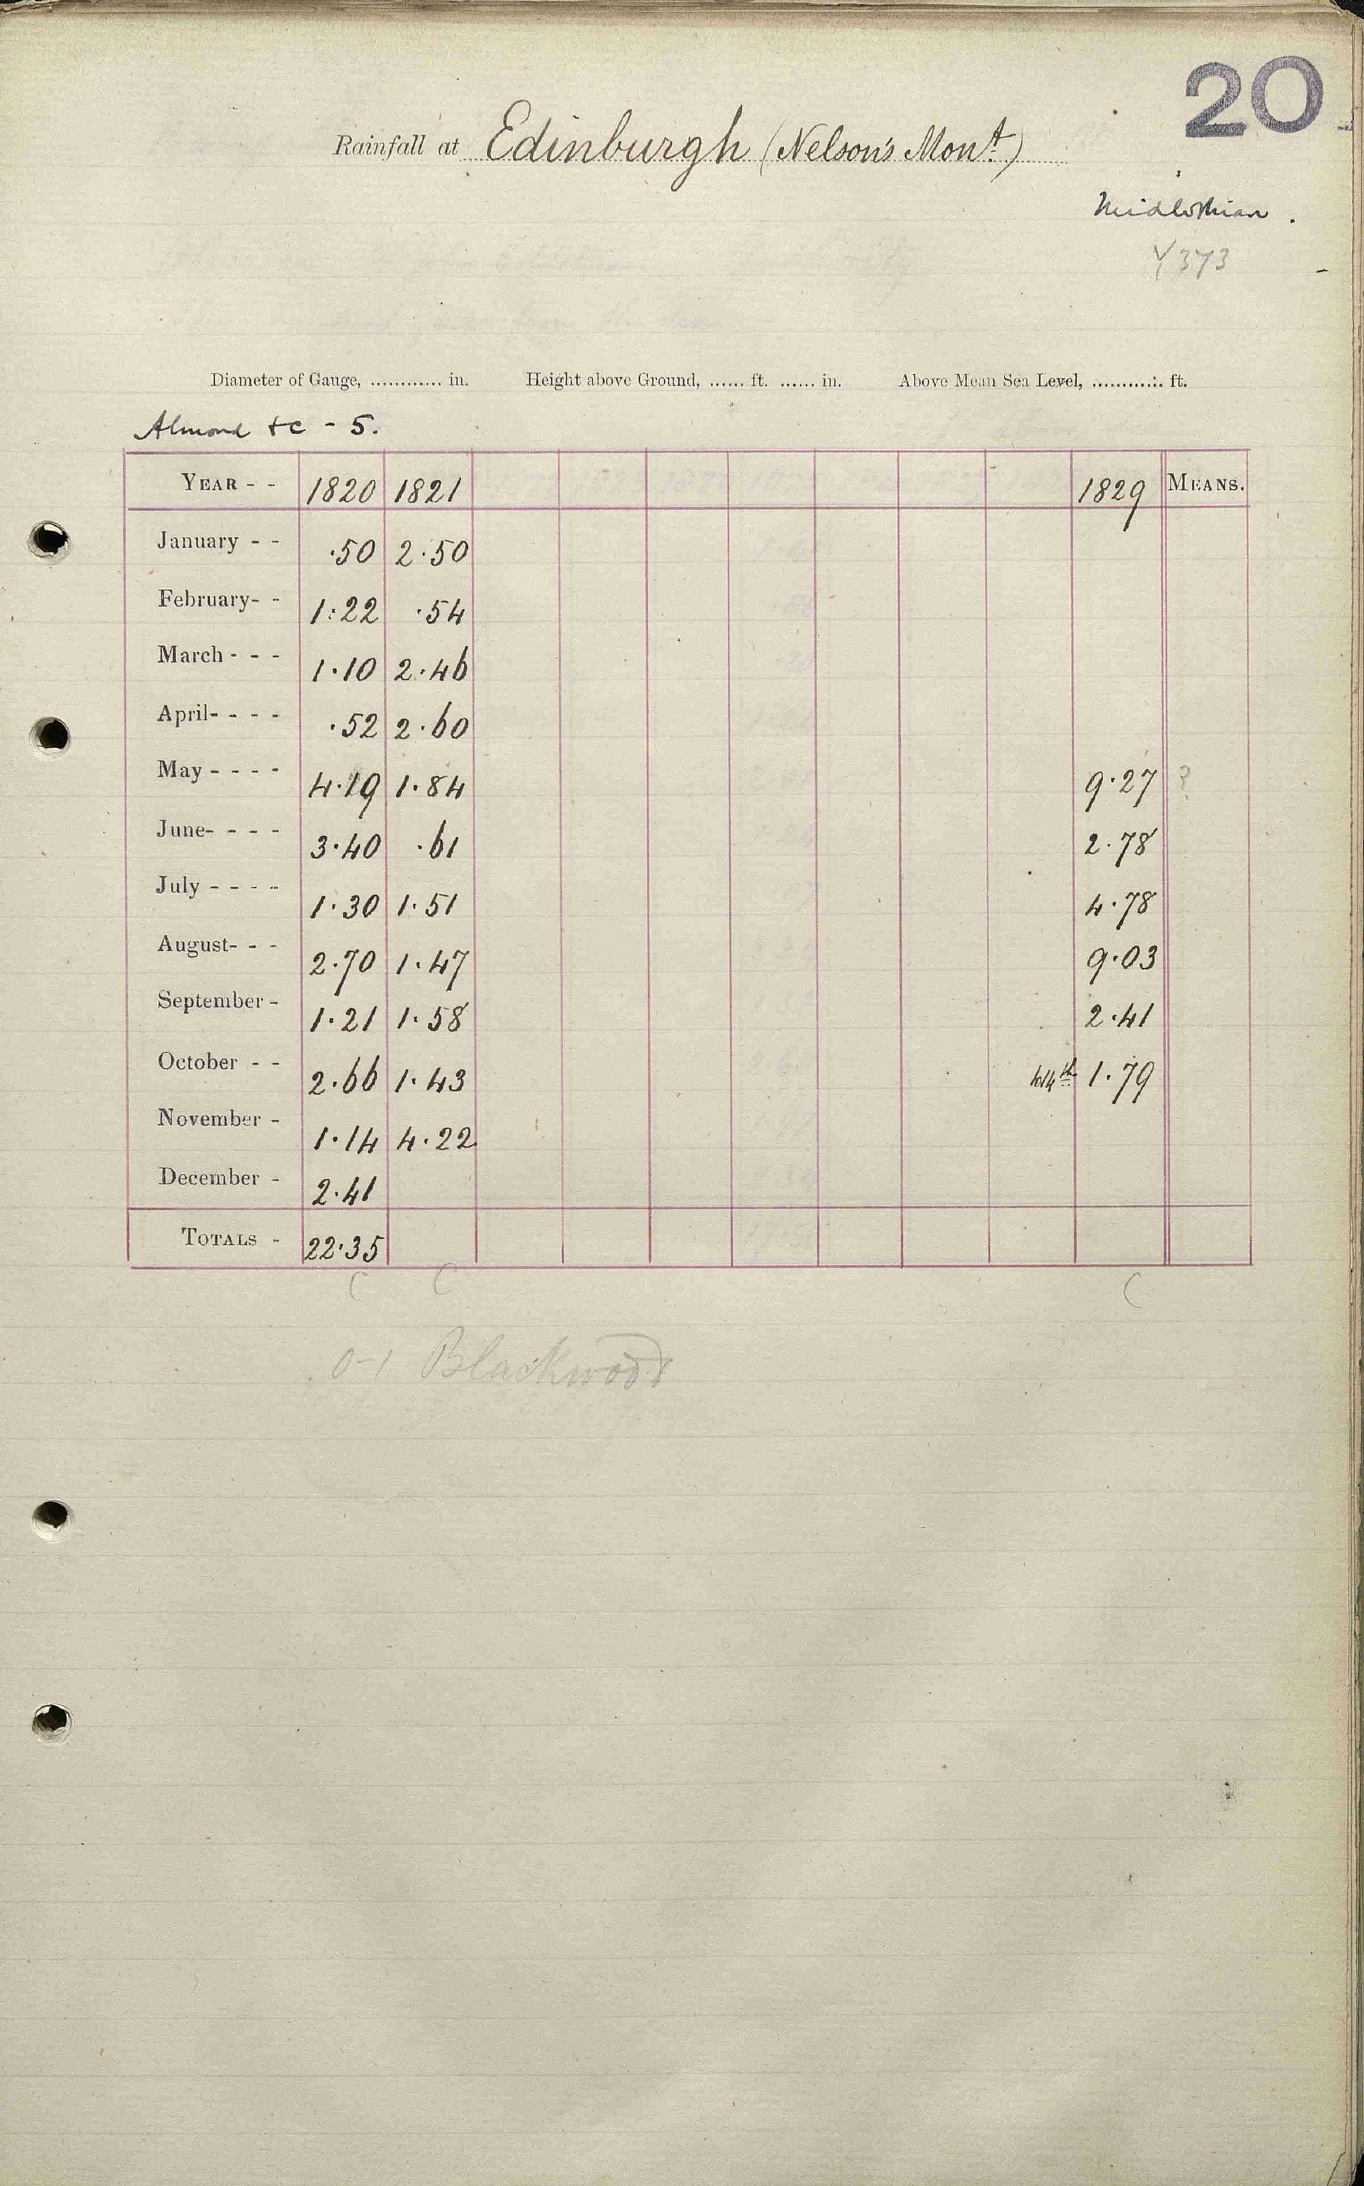 20
Rainfall at Edinburgh (Nelson's Mont.)
Midlothian.
Y373
Diameter of Gauge, ............ in. Height above Ground, ...... ft. ...... in. Above Mean Sea Level, ............ ft.
Almond &c - 5.
YEAR - - 1820 1821 1829 MEANS.
January - - .50 2.50
February- - 1.22 .54
March - - - 1.10 2.46
April- - - - .52 2.60
May - - - - 4.19 1.84 9.27 ?
June- - - - 3.40 .61 2.78
July - - - - 1.30 1.51 4.78
August- - - 2.70 1.47 9.03
September - 1.21 1.58 2.41
October - - 2.66 1.43 to 14th 1.79
November - 1.14 4.22
December - 2.41
TOTALS - 22.35
C C C
0-1 Blackwood